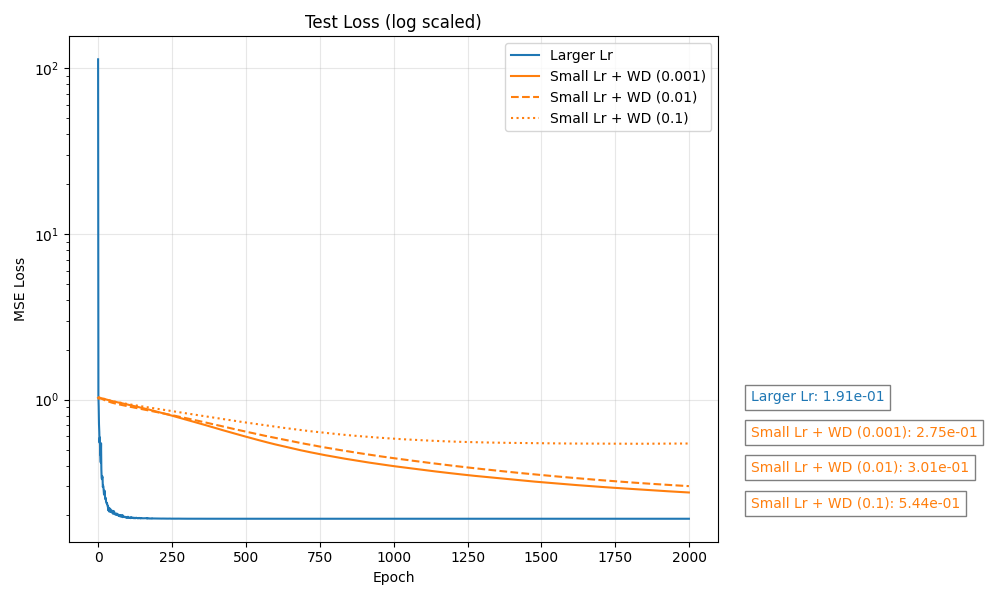 Test Loss (log scaled)
MSE Loss
10²
10¹
10⁰
Larger Lr
Small Lr + WD (0.001)
Small Lr + WD (0.01)
Small Lr + WD (0.1)
Larger Lr: 1.91e-01
Small Lr + WD (0.001): 2.75e-01
Small Lr + WD (0.01): 3.01e-01
Small Lr + WD (0.1): 5.44e-01
0 250 500 750 1000 1250 1500 1750 2000
Epoch